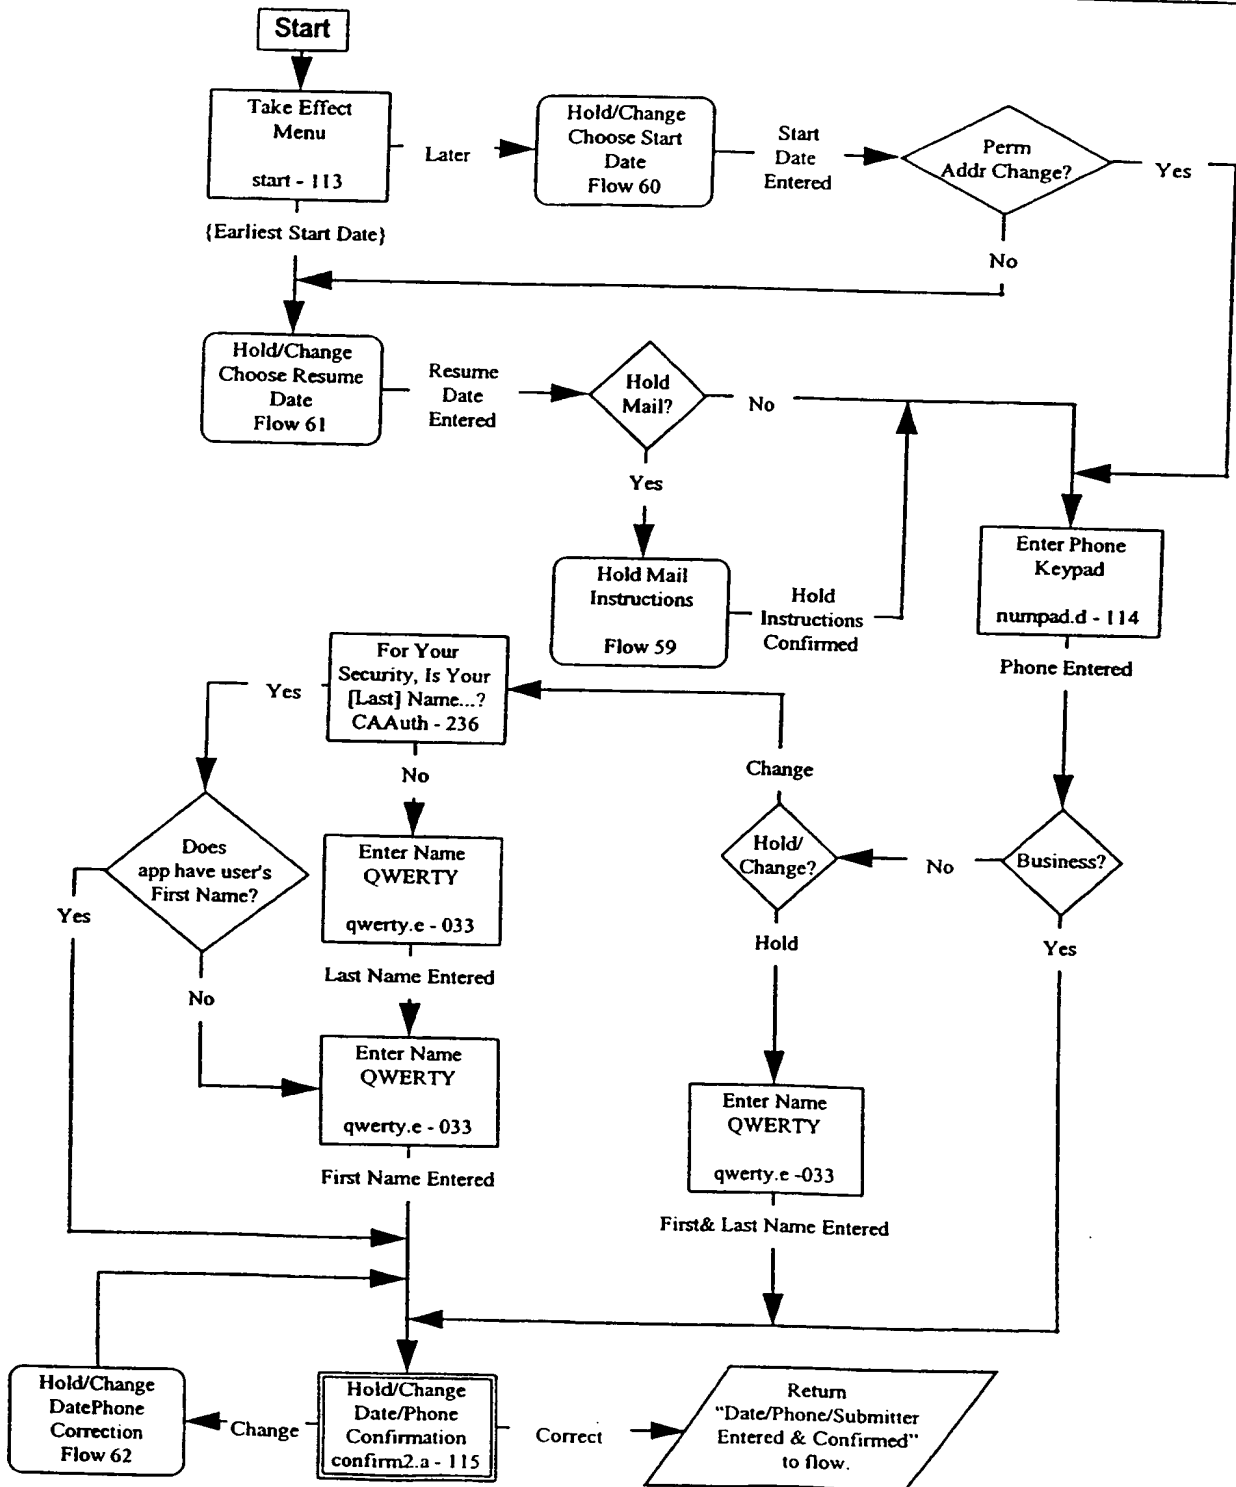 Start
Take Effect
Menu
start - 113
Later
Hold/Change
Choose Start
Date
Flow 60
Start
Date
Entered
Perm
Addr Change?
Yes
{Earliest Start Date}
No
Hold/Change
Choose Resume
Date
Flow 61
Resume
Date
Entered
Hold
Mail?
No
Yes
Enter Phone
Keypad
numpad.d - 114
Hold Mail
Instructions
Flow 59
Hold
Instructions
Confirmed
Phone Entered
For Your
Security, Is Your
[Last] Name...?
CAAuth - 236
Yes
No
Change
Does
app have user's
First Name?
Enter Name
QWERTY
qwerty.e - 033
Hold/
Change?
No
Business?
Yes
Hold
Yes
Last Name Entered
No
Enter Name
QWERTY
qwerty.e - 033
Enter Name
QWERTY
qwerty.e -033
First Name Entered
First& Last Name Entered
Hold/Change
DatePhone
Correction
Flow 62
Change
Hold/Change
Date/Phone
Confirmation
confirm2.a - 115
Correct
Return
"Date/Phone/Submitter
Entered & Confirmed"
to flow.